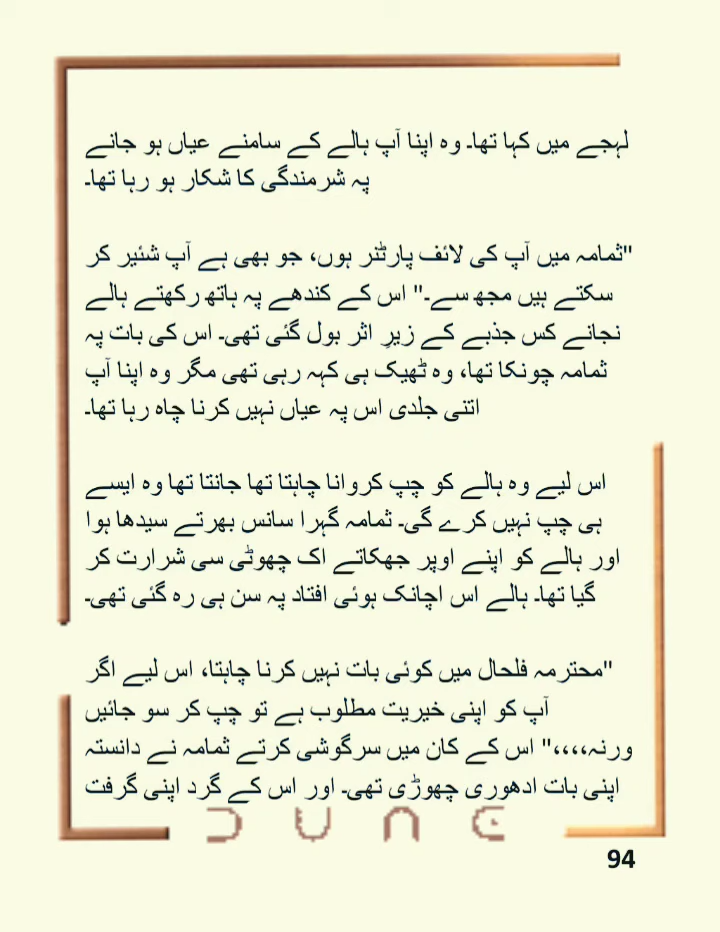 لہجے میں کہا تھا۔ وہ اپنا آپ ہالے کے سامنے عیاں ہو جانے
پہ شرمندگی کا شکار ہو رہا تھا۔
"ثمامہ میں آپ کی لائف پارٹنر ہوں، جو بھی ہے آپ شئیر کر
سکتے ہیں مجھ سے۔" اس کے کندھے پہ ہاتھ رکھتے ہالے
نجانے کس جذبے کے زیرِ اثر بول گئی تھی۔ اس کی بات پہ
ثمامہ چونکا تھا، وہ ٹھیک ہی کہہ رہی تھی مگر وہ اپنا آپ
اتنی جلدی اس پہ عیاں نہیں کرنا چاہ رہا تھا۔
اس لیے وہ ہالے کو چپ کروانا چاہتا تھا جانتا تھا وہ ایسے
ہی چپ نہیں کرے گی۔ ثمامہ گہرا سانس بھرتے سیدھا ہوا
اور ہالے کو اپنے اوپر جھکاتے اک چھوٹی سی شرارت کر
گیا تھا۔ ہالے اس اچانک ہوئی افتاد پہ سن ہی رہ گئی تھی۔
"محترمہ فلحال میں کوئی بات نہیں کرنا چاہتا، اس لیے اگر
آپ کو اپنی خیریت مطلوب ہے تو چپ کر سو جائیں
ورنہ،،،،" اس کے کان میں سرگوشی کرتے ثمامہ نے دانستہ
اپنی بات ادھوری چھوڑی تھی۔ اور اس کے گرد اپنی گرفت
94